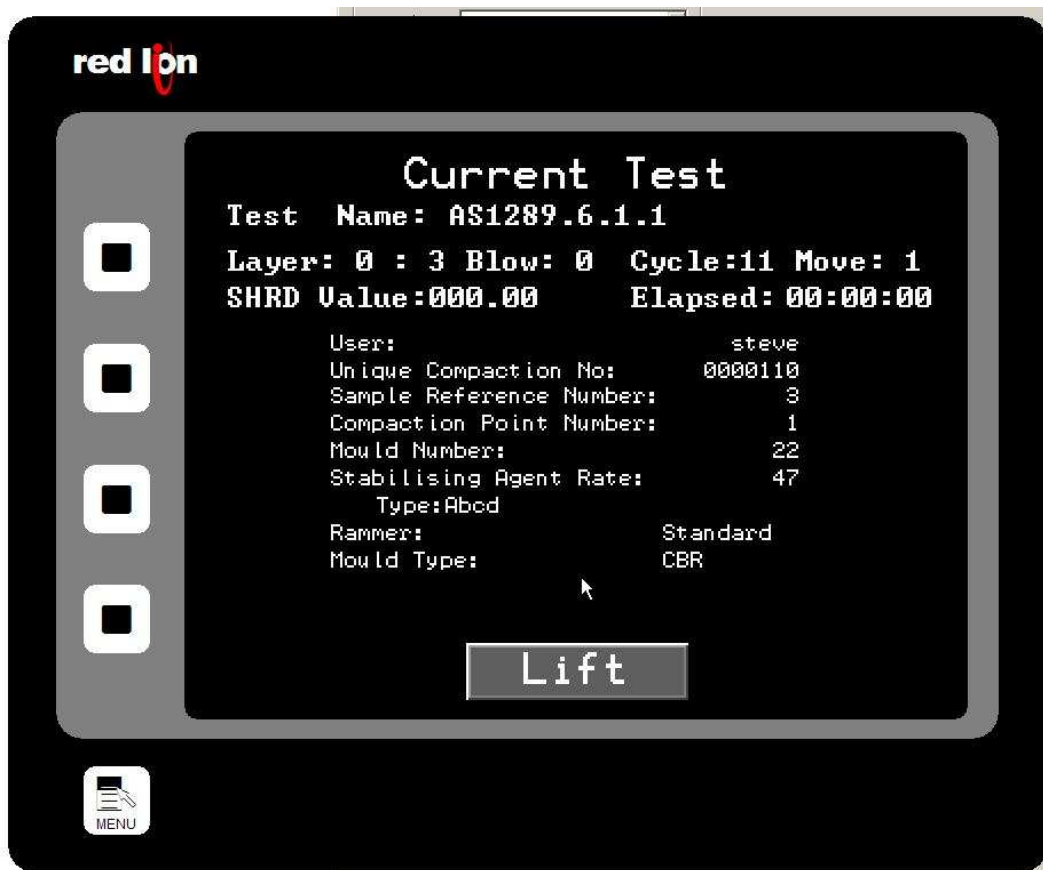 red lion
Current Test
Test Name: AS1289.6.1.1
Layer: 0 : 3 Blow: 0 Cycle:11 Move: 1
SHRD Value:000.00 Elapsed: 00:00:00
User: steve
Unique Compaction No: 0000110
Sample Reference Number: 3
Compaction Point Number: 1
Mould Number: 22
Stabilising Agent Rate: 47
Type:Abcd
Rammer: Standard
Mould Type: CBR
Lift
MENU